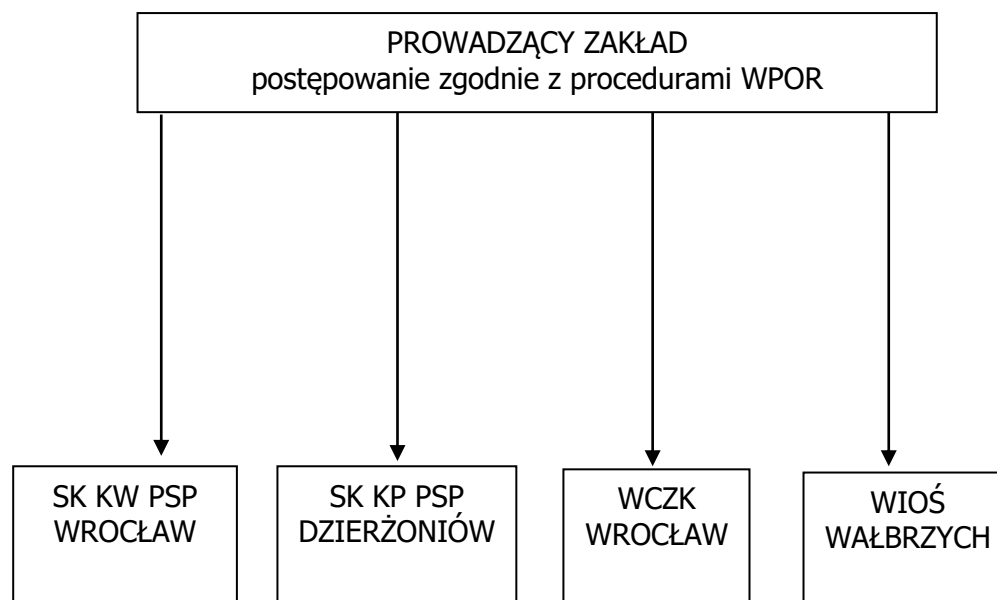 PROWADZĄCY ZAKŁAD
postępowanie zgodnie z procedurami WPOR
SK KW PSP
WROCŁAW
SK KP PSP
DZIERŻONIÓW
WCZK
WROCŁAW
WIOŚ
WAŁBRZYCH